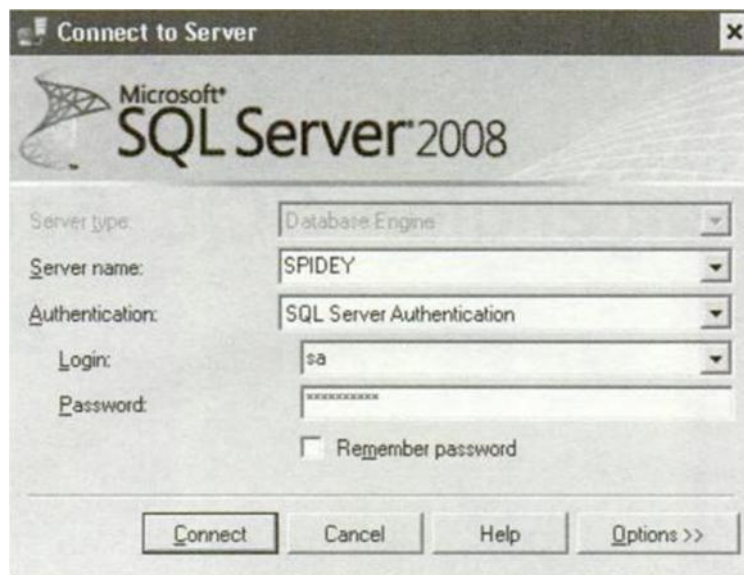 Connect to Server
Microsoft®
SQL Server® 2008
Server type: Database Engine
Server name: SPIDEY
Authentication: SQL Server Authentication
Login: sa
Password: **********
Remember password
Connect Cancel Help Options >>